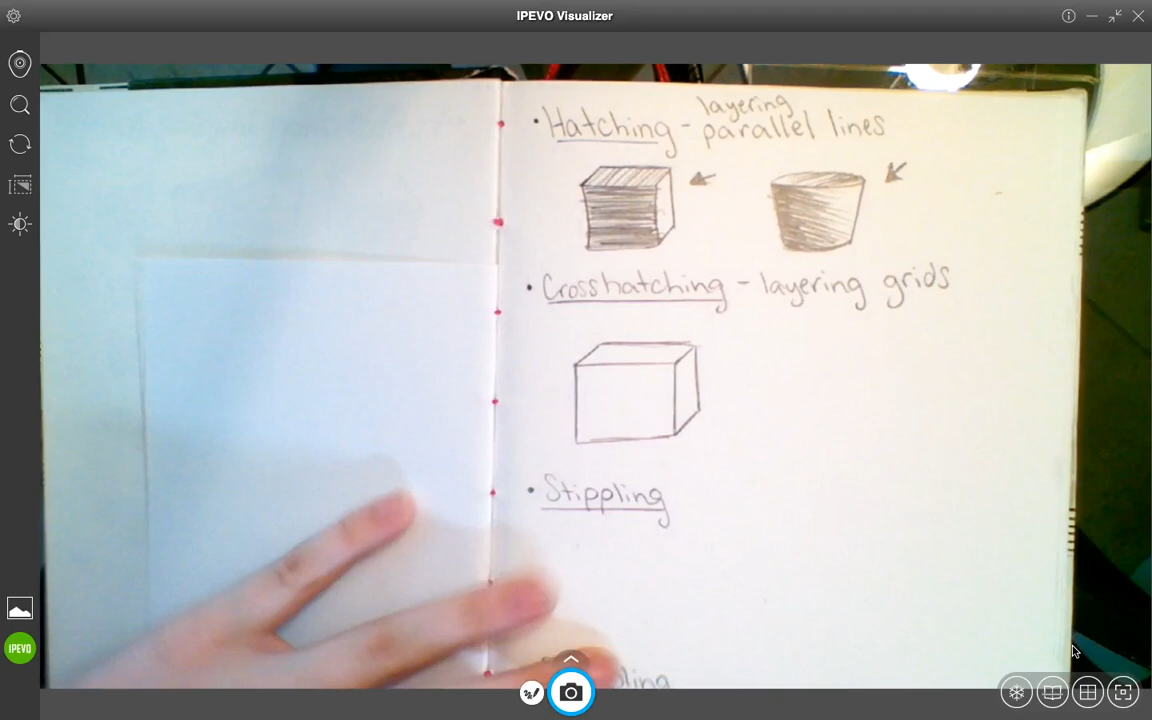 IPEVO Visualizer
layering
• Hatching - parallel lines
• Crosshatching - layering grids
• Stippling
IPEVO